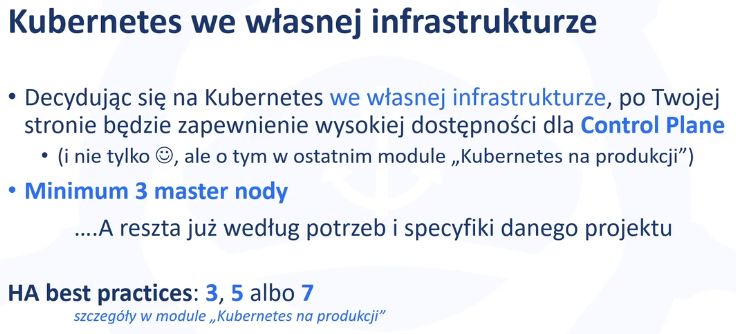 Kubernetes we własnej infrastrukturze
• Decydując się na Kubernetes we własnej infrastrukturze, po Twojej
stronie będzie zapewnienie wysokiej dostępności dla Control Plane
• (i nie tylko ☺, ale o tym w ostatnim module „Kubernetes na produkcji”)
• Minimum 3 master nody
….A reszta już według potrzeb i specyfiki danego projektu
HA best practices: 3, 5 albo 7
szczegóły w module „Kubernetes na produkcji”